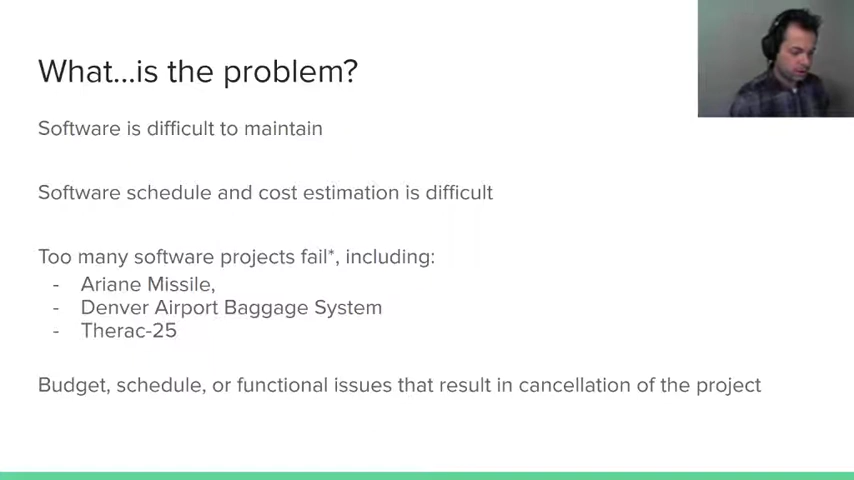 What...is the problem?
Software is difficult to maintain
Software schedule and cost estimation is difficult
Too many software projects fail*, including:
- Ariane Missile,
- Denver Airport Baggage System
- Therac-25
Budget, schedule, or functional issues that result in cancellation of the project